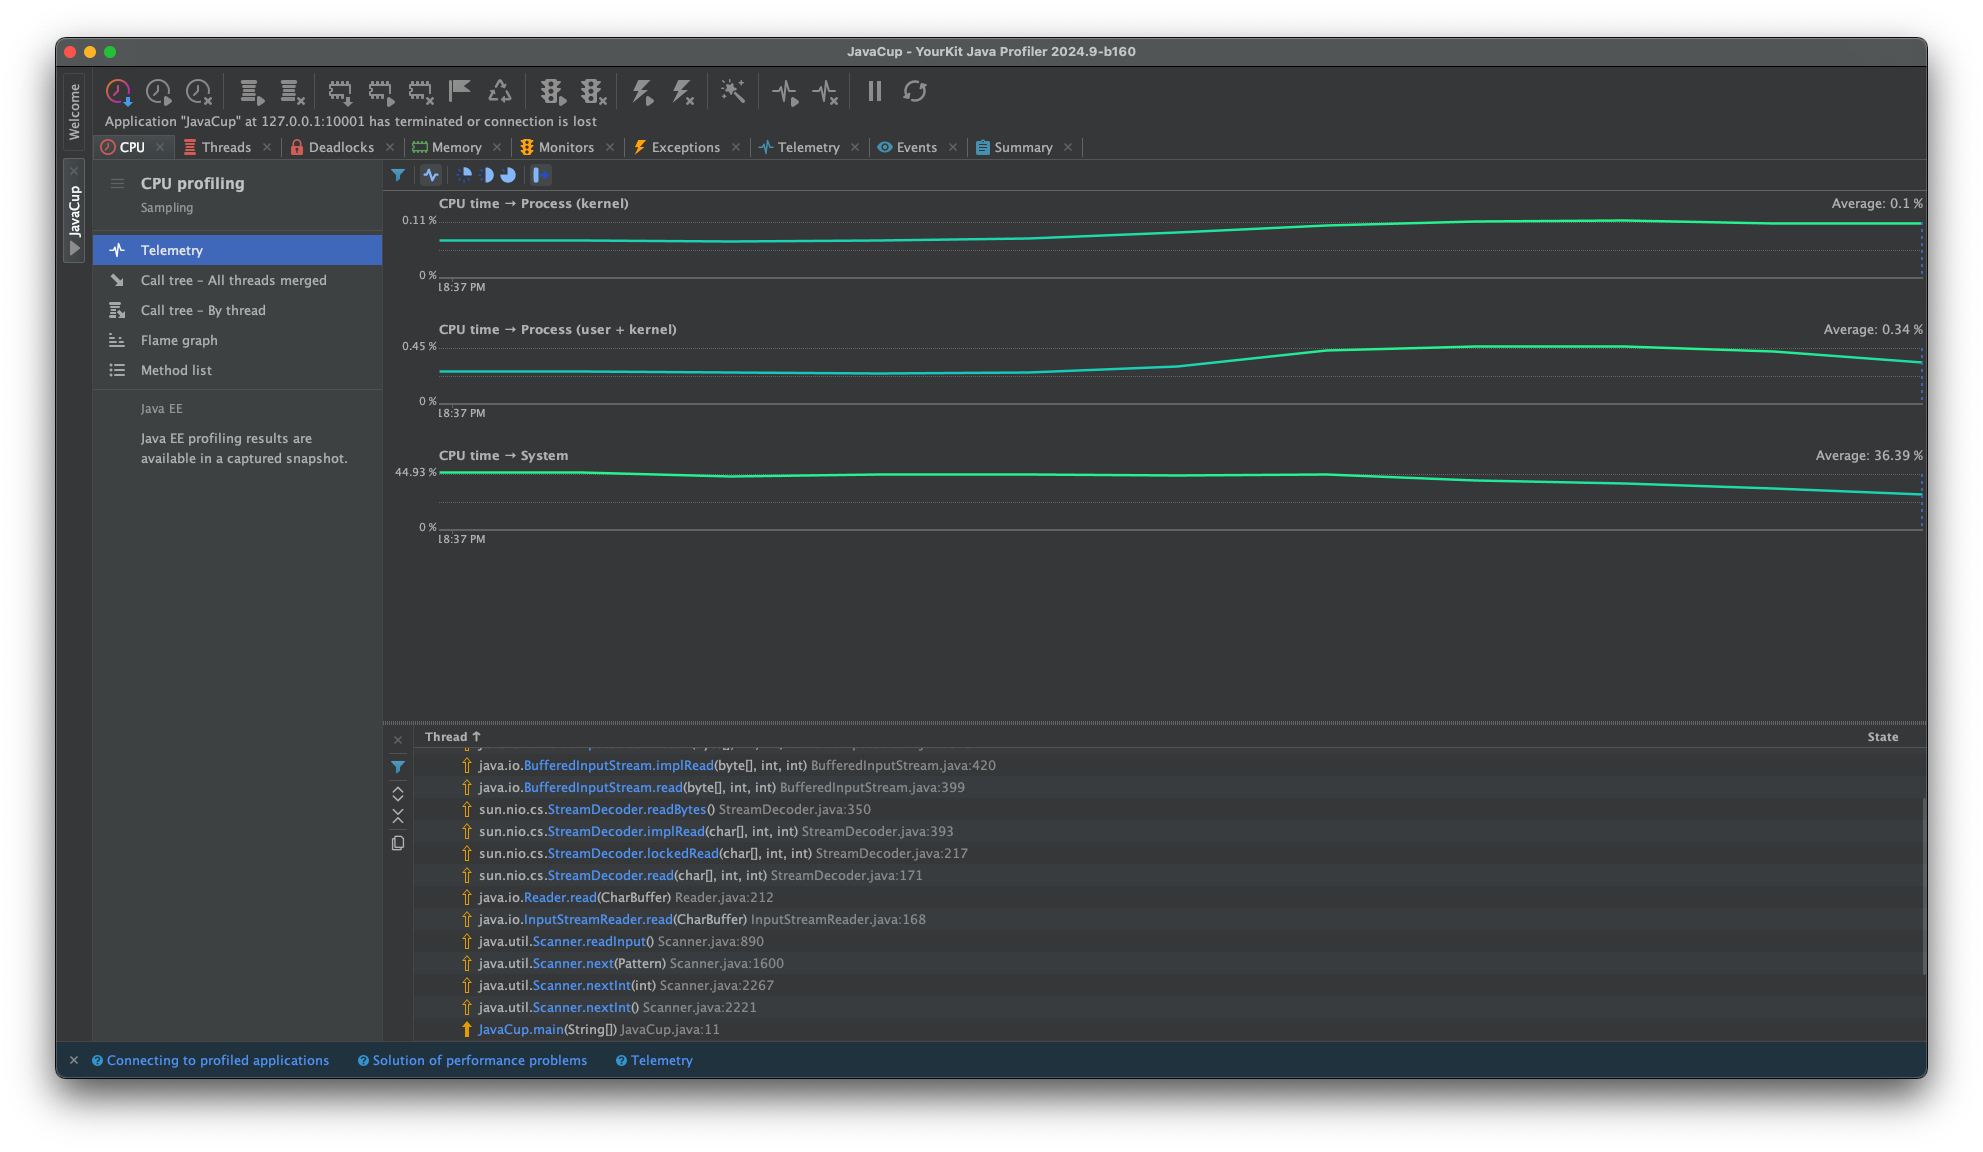 JavaCup - YourKit Java Profiler 2024.9-b160
Welcome
JavaCup
Application "JavaCup" at 127.0.0.1:10001 has terminated or connection is lost
CPU Threads Deadlocks Memory Monitors Exceptions Telemetry Events Summary
CPU profiling
Sampling
Telemetry
Call tree – All threads merged
Call tree – By thread
Flame graph
Method list
Java EE
Java EE profiling results are
available in a captured snapshot.
CPU time → Process (kernel) Average: 0.1 %
0.11 %
0 %
18:37 PM
CPU time → Process (user + kernel) Average: 0.34 %
0.45 %
0 %
18:37 PM
CPU time → System Average: 36.39 %
44.93 %
0 %
18:37 PM
Thread ↑ State
java.io.BufferedInputStream.implRead(byte[], int, int) BufferedInputStream.java:420
java.io.BufferedInputStream.read(byte[], int, int) BufferedInputStream.java:399
sun.nio.cs.StreamDecoder.readBytes() StreamDecoder.java:350
sun.nio.cs.StreamDecoder.implRead(char[], int, int) StreamDecoder.java:393
sun.nio.cs.StreamDecoder.lockedRead(char[], int, int) StreamDecoder.java:217
sun.nio.cs.StreamDecoder.read(char[], int, int) StreamDecoder.java:171
java.io.Reader.read(CharBuffer) Reader.java:212
java.io.InputStreamReader.read(CharBuffer) InputStreamReader.java:168
java.util.Scanner.readInput() Scanner.java:890
java.util.Scanner.next(Pattern) Scanner.java:1600
java.util.Scanner.nextInt(int) Scanner.java:2267
java.util.Scanner.nextInt() Scanner.java:2221
JavaCup.main(String[]) JavaCup.java:11
Connecting to profiled applications Solution of performance problems Telemetry